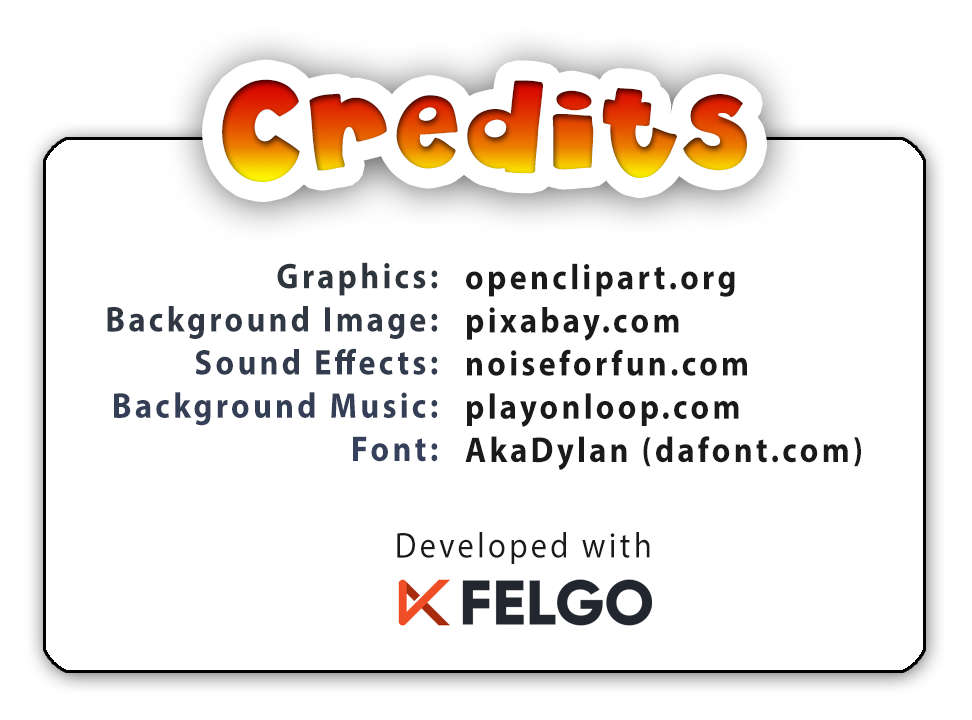 Credits
Graphics: openclipart.org
Background Image: pixabay.com
Sound Effects: noiseforfun.com
Background Music: playonloop.com
Font: AkaDylan (dafont.com)
Developed with
FELGO